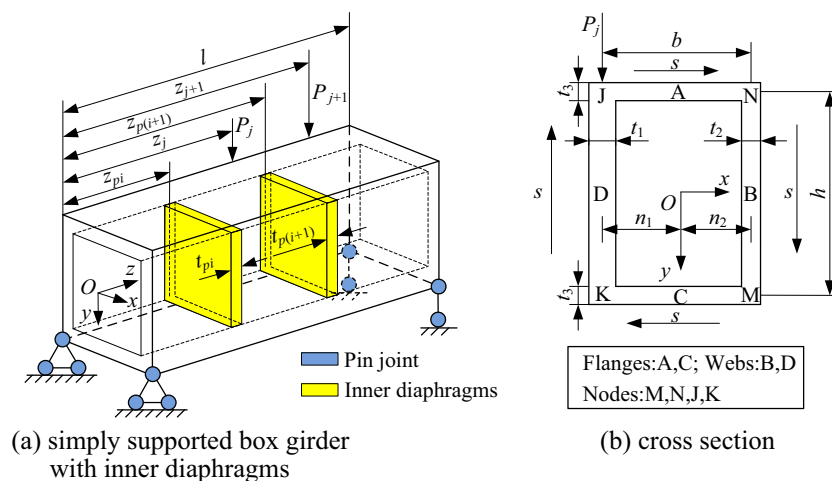 l
z_{j+1}
P_{j+1}
z_{p(i+1)}
z_j
P_j
z_{pi}
t_{p(i+1)}
t_{pi}
O
z
x
y
Pin joint
Inner diaphragms
(a) simply supported box girder
with inner diaphragms
P_j
b
s
t_3
J
A
N
t_1
t_2
s
D
O
x
B
s
h
n_1
n_2
y
t_3
K
C
M
s
Flanges:A,C; Webs:B,D
Nodes:M,N,J,K
(b) cross section